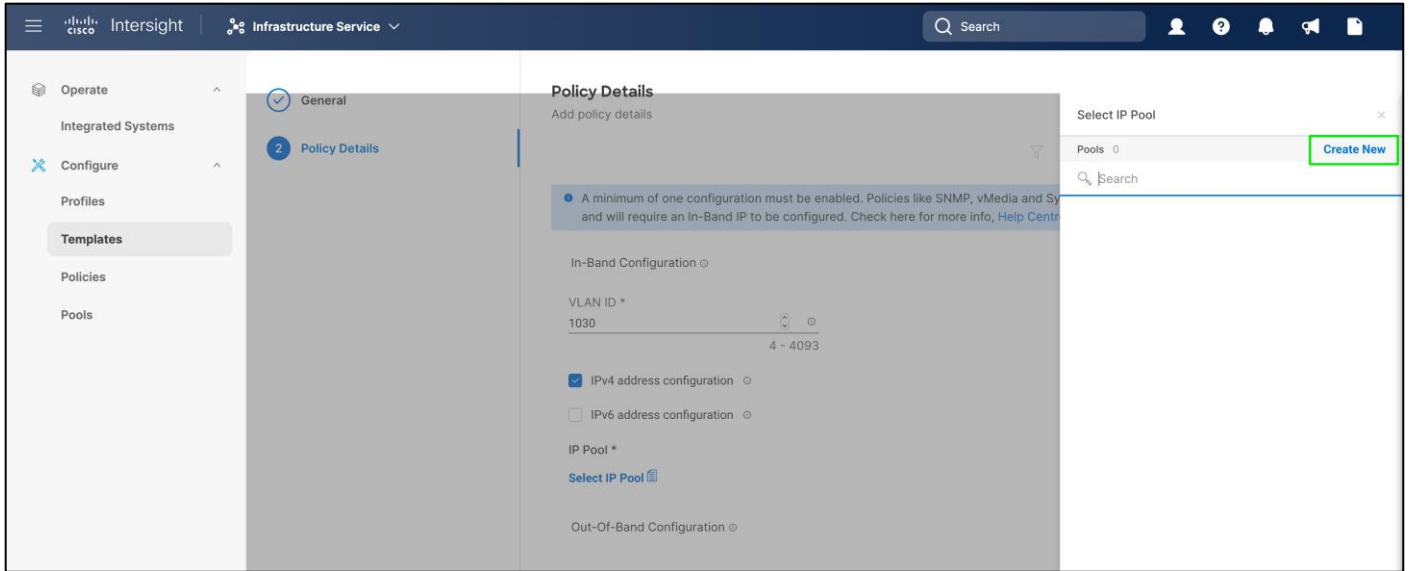 cisco Intersight Infrastructure Service Search
Operate
Integrated Systems
Configure
Profiles
Templates
Policies
Pools
General
2 Policy Details
Policy Details
Add policy details
A minimum of one configuration must be enabled. Policies like SNMP, vMedia and Sy
and will require an In-Band IP to be configured. Check here for more info, Help Centr
In-Band Configuration
VLAN ID *
1030
4 - 4093
IPv4 address configuration
IPv6 address configuration
IP Pool *
Select IP Pool
Out-Of-Band Configuration
Select IP Pool
Pools 0 Create New
Search